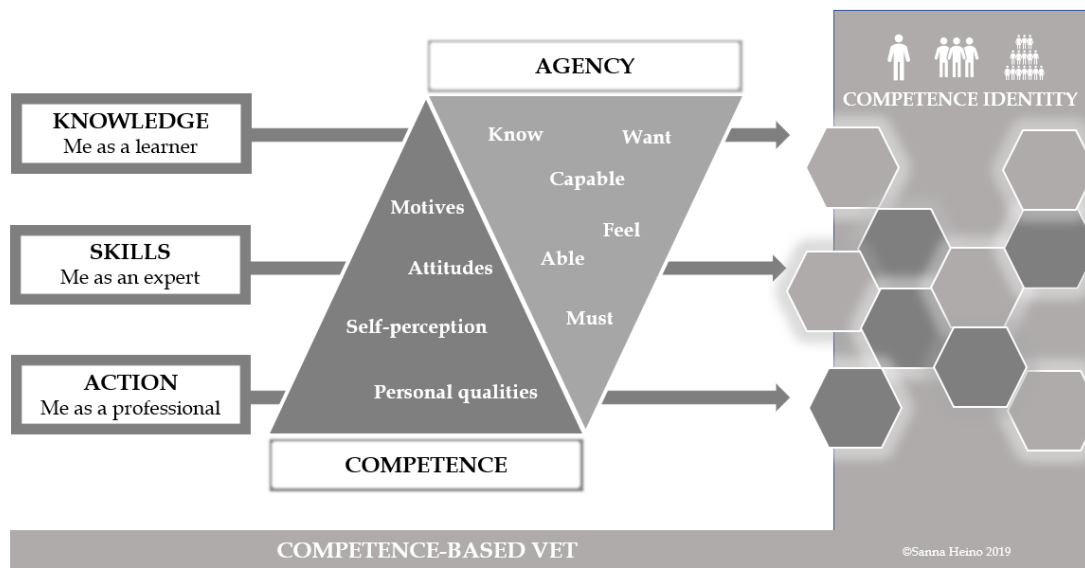 AGENCY
COMPETENCE IDENTITY
KNOWLEDGE
Me as a learner
SKILLS
Me as an expert
ACTION
Me as a professional
Motives
Attitudes
Self-perception
Personal qualities
COMPETENCE
Know
Want
Capable
Feel
Able
Must
COMPETENCE-BASED VET
©Sanna Heino 2019